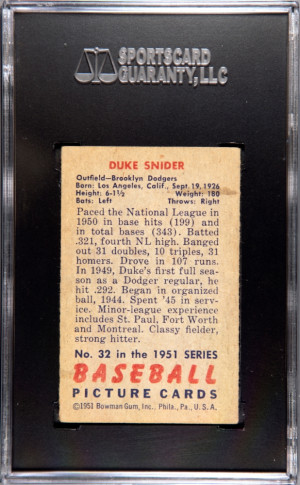 SPORTSCARD
GUARANTY, LLC
DUKE SNIDER
Outfield—Brooklyn Dodgers
Born: Los Angeles, Calif., Sept. 19, 1926
Height: 6-1½ Weight: 180
Bats: Left Throws: Right
Paced the National League in
1950 in base hits (199) and
in total bases (343). Batted
.321, fourth NL high. Banged
out 31 doubles, 10 triples, 31
homers. Drove in 107 runs.
In 1949, Duke's first full season
as a Dodger regular, he
hit .292. Began in organized
ball, 1944. Spent '45 in serv-
ice. Minor-league experience
includes St. Paul, Fort Worth
and Montreal. Classy fielder,
strong hitter.
No. 32 in the 1951 SERIES
BASEBALL
PICTURE CARDS
©1951 Bowman Gum, Inc., Phila., Pa., U. S. A.